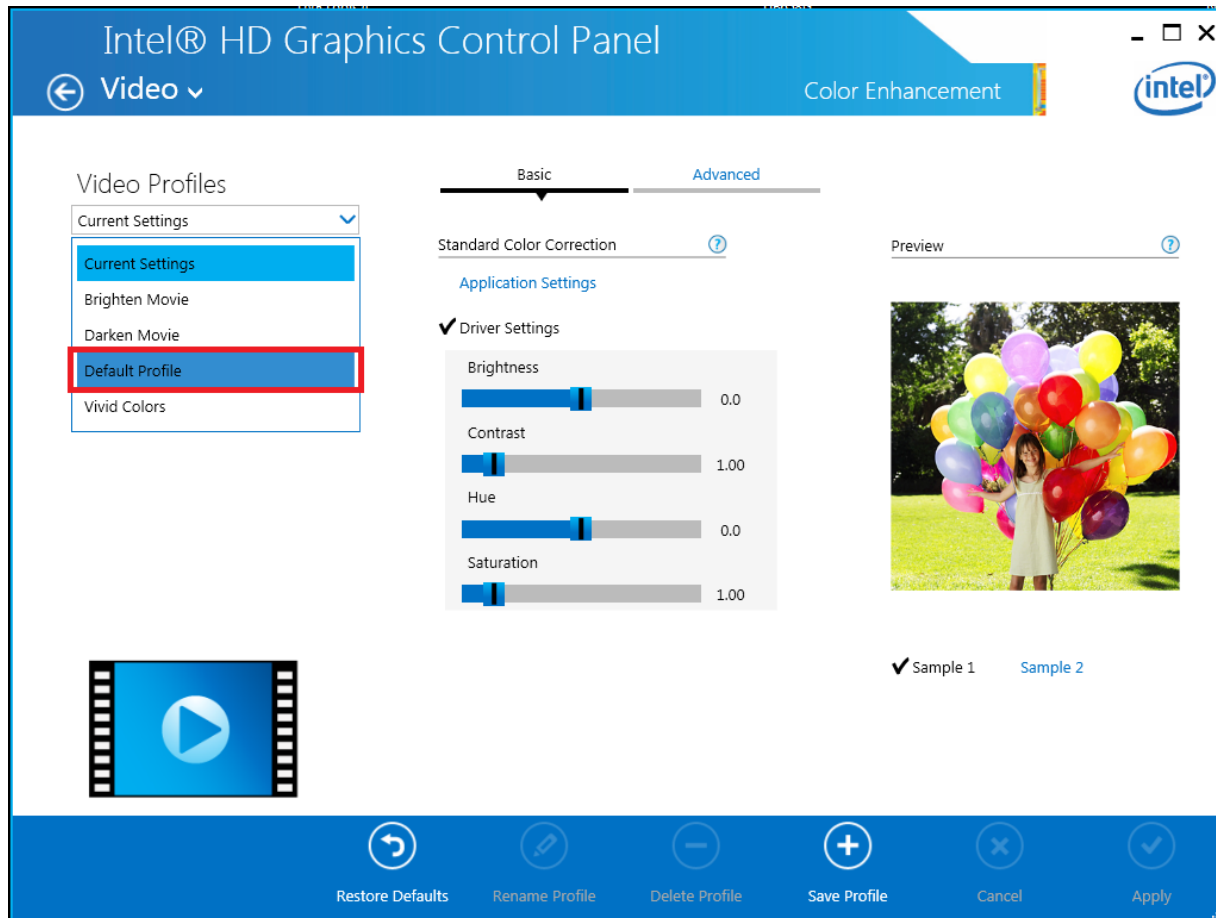 Intel® HD Graphics Control Panel
Video
Color Enhancement
intel
Video Profiles
Current Settings
Current Settings
Brighten Movie
Darken Movie
Default Profile
Vivid Colors
Basic
Advanced
Standard Color Correction
?
Application Settings
Driver Settings
Brightness
0.0
Contrast
1.00
Hue
0.0
Saturation
1.00
Preview
?
Sample 1
Sample 2
Restore Defaults
Rename Profile
Delete Profile
Save Profile
Cancel
Apply